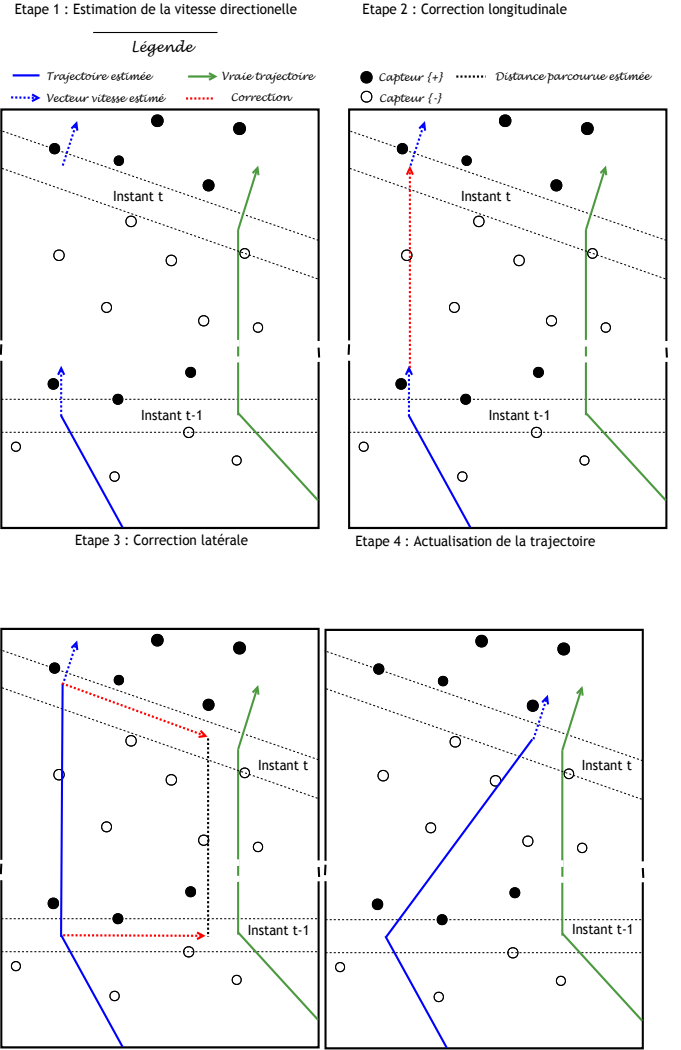 Etape 1 : Estimation de la vitesse directionelle
Etape 2 : Correction longitudinale
Légende
Trajectoire estimée
Vraie trajectoire
Capteur {+}
Distance parcourue estimée
Vecteur vitesse estimé
Correction
Capteur {-}
Instant t
Instant t
Instant t-1
Instant t-1
Etape 3 : Correction latérale
Etape 4 : Actualisation de la trajectoire
Instant t
Instant t
Instant t-1
Instant t-1